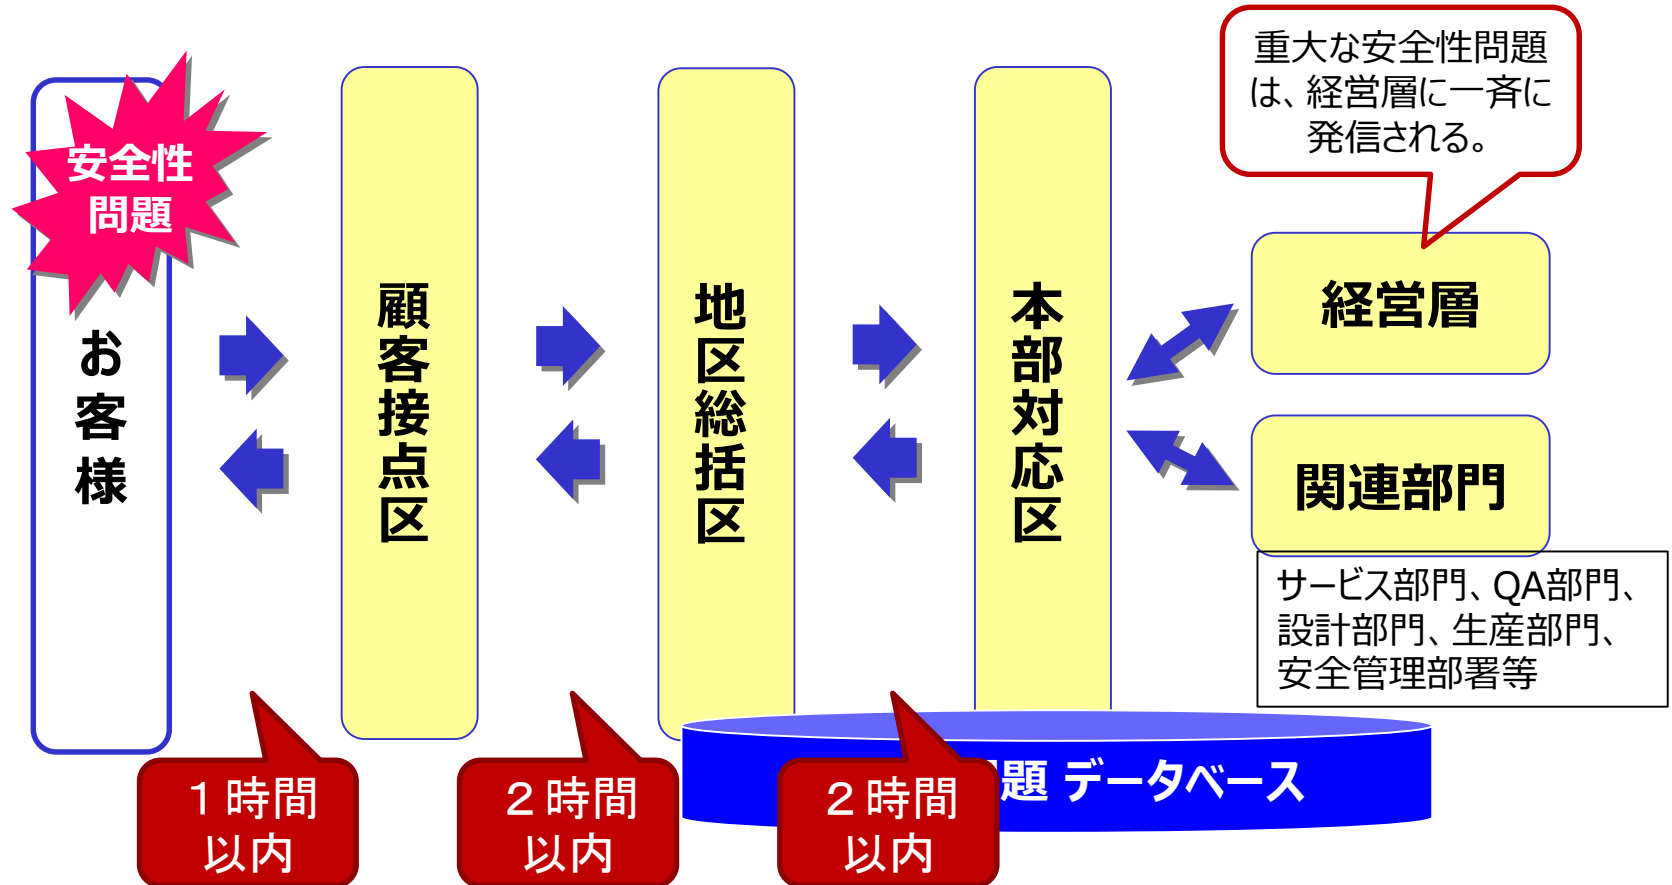 重大な安全性問題
は、経営層に一斉に
発信される。
安全性
問題
お客様
顧客接点区
地区総括区
本部対応区
経営層
関連部門
サービス部門、QA部門、
設計部門、生産部門、
安全管理部署等
題 データベース
１時間
以内
２時間
以内
２時間
以内